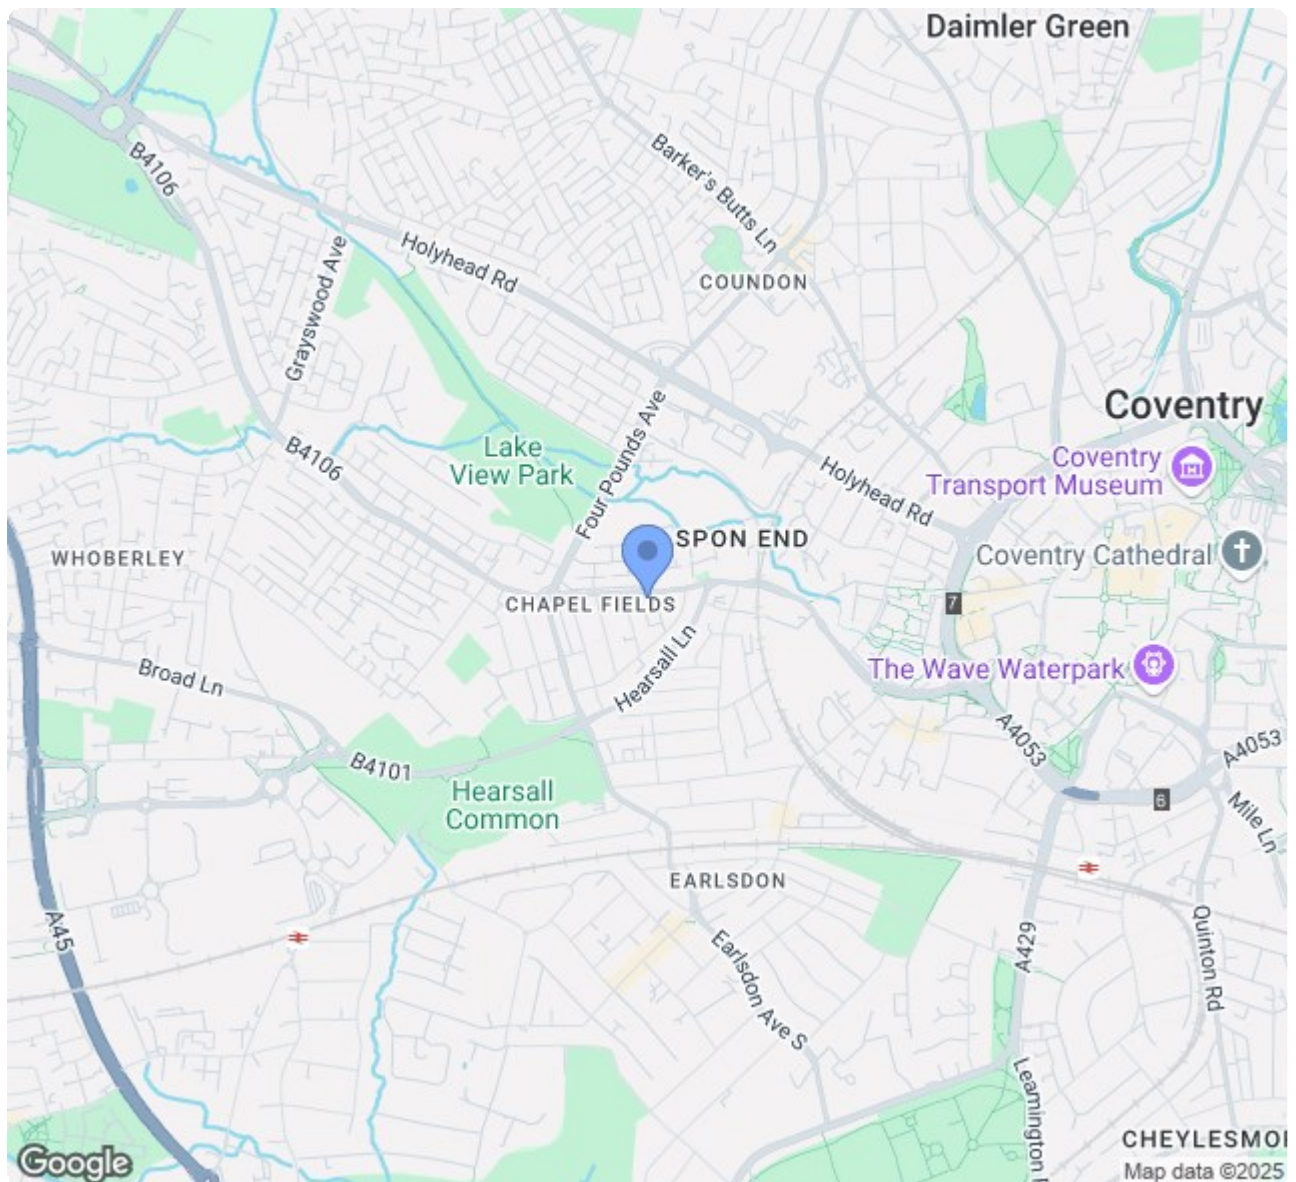 Daimler Green
B4106
Barker's Butts Ln
Holyhead Rd
Grayswood Ave
COUNDON
Coventry
Four Pounds Ave
B4106
Lake
View Park
Coventry
Transport Museum
Holyhead Rd
SPON END
Coventry Cathedral
WHOBERLEY
CHAPEL FIELDS
7
Hearsall Ln
Broad Ln
The Wave Waterpark
A4053
A4053
B4101
Hearsall
Common
6
Mile Ln
EARLSDON
A45
Earlsdon Ave S
A429
Quinton Rd
Leamington R
CHEYLESMO
Google
Map data ©2025